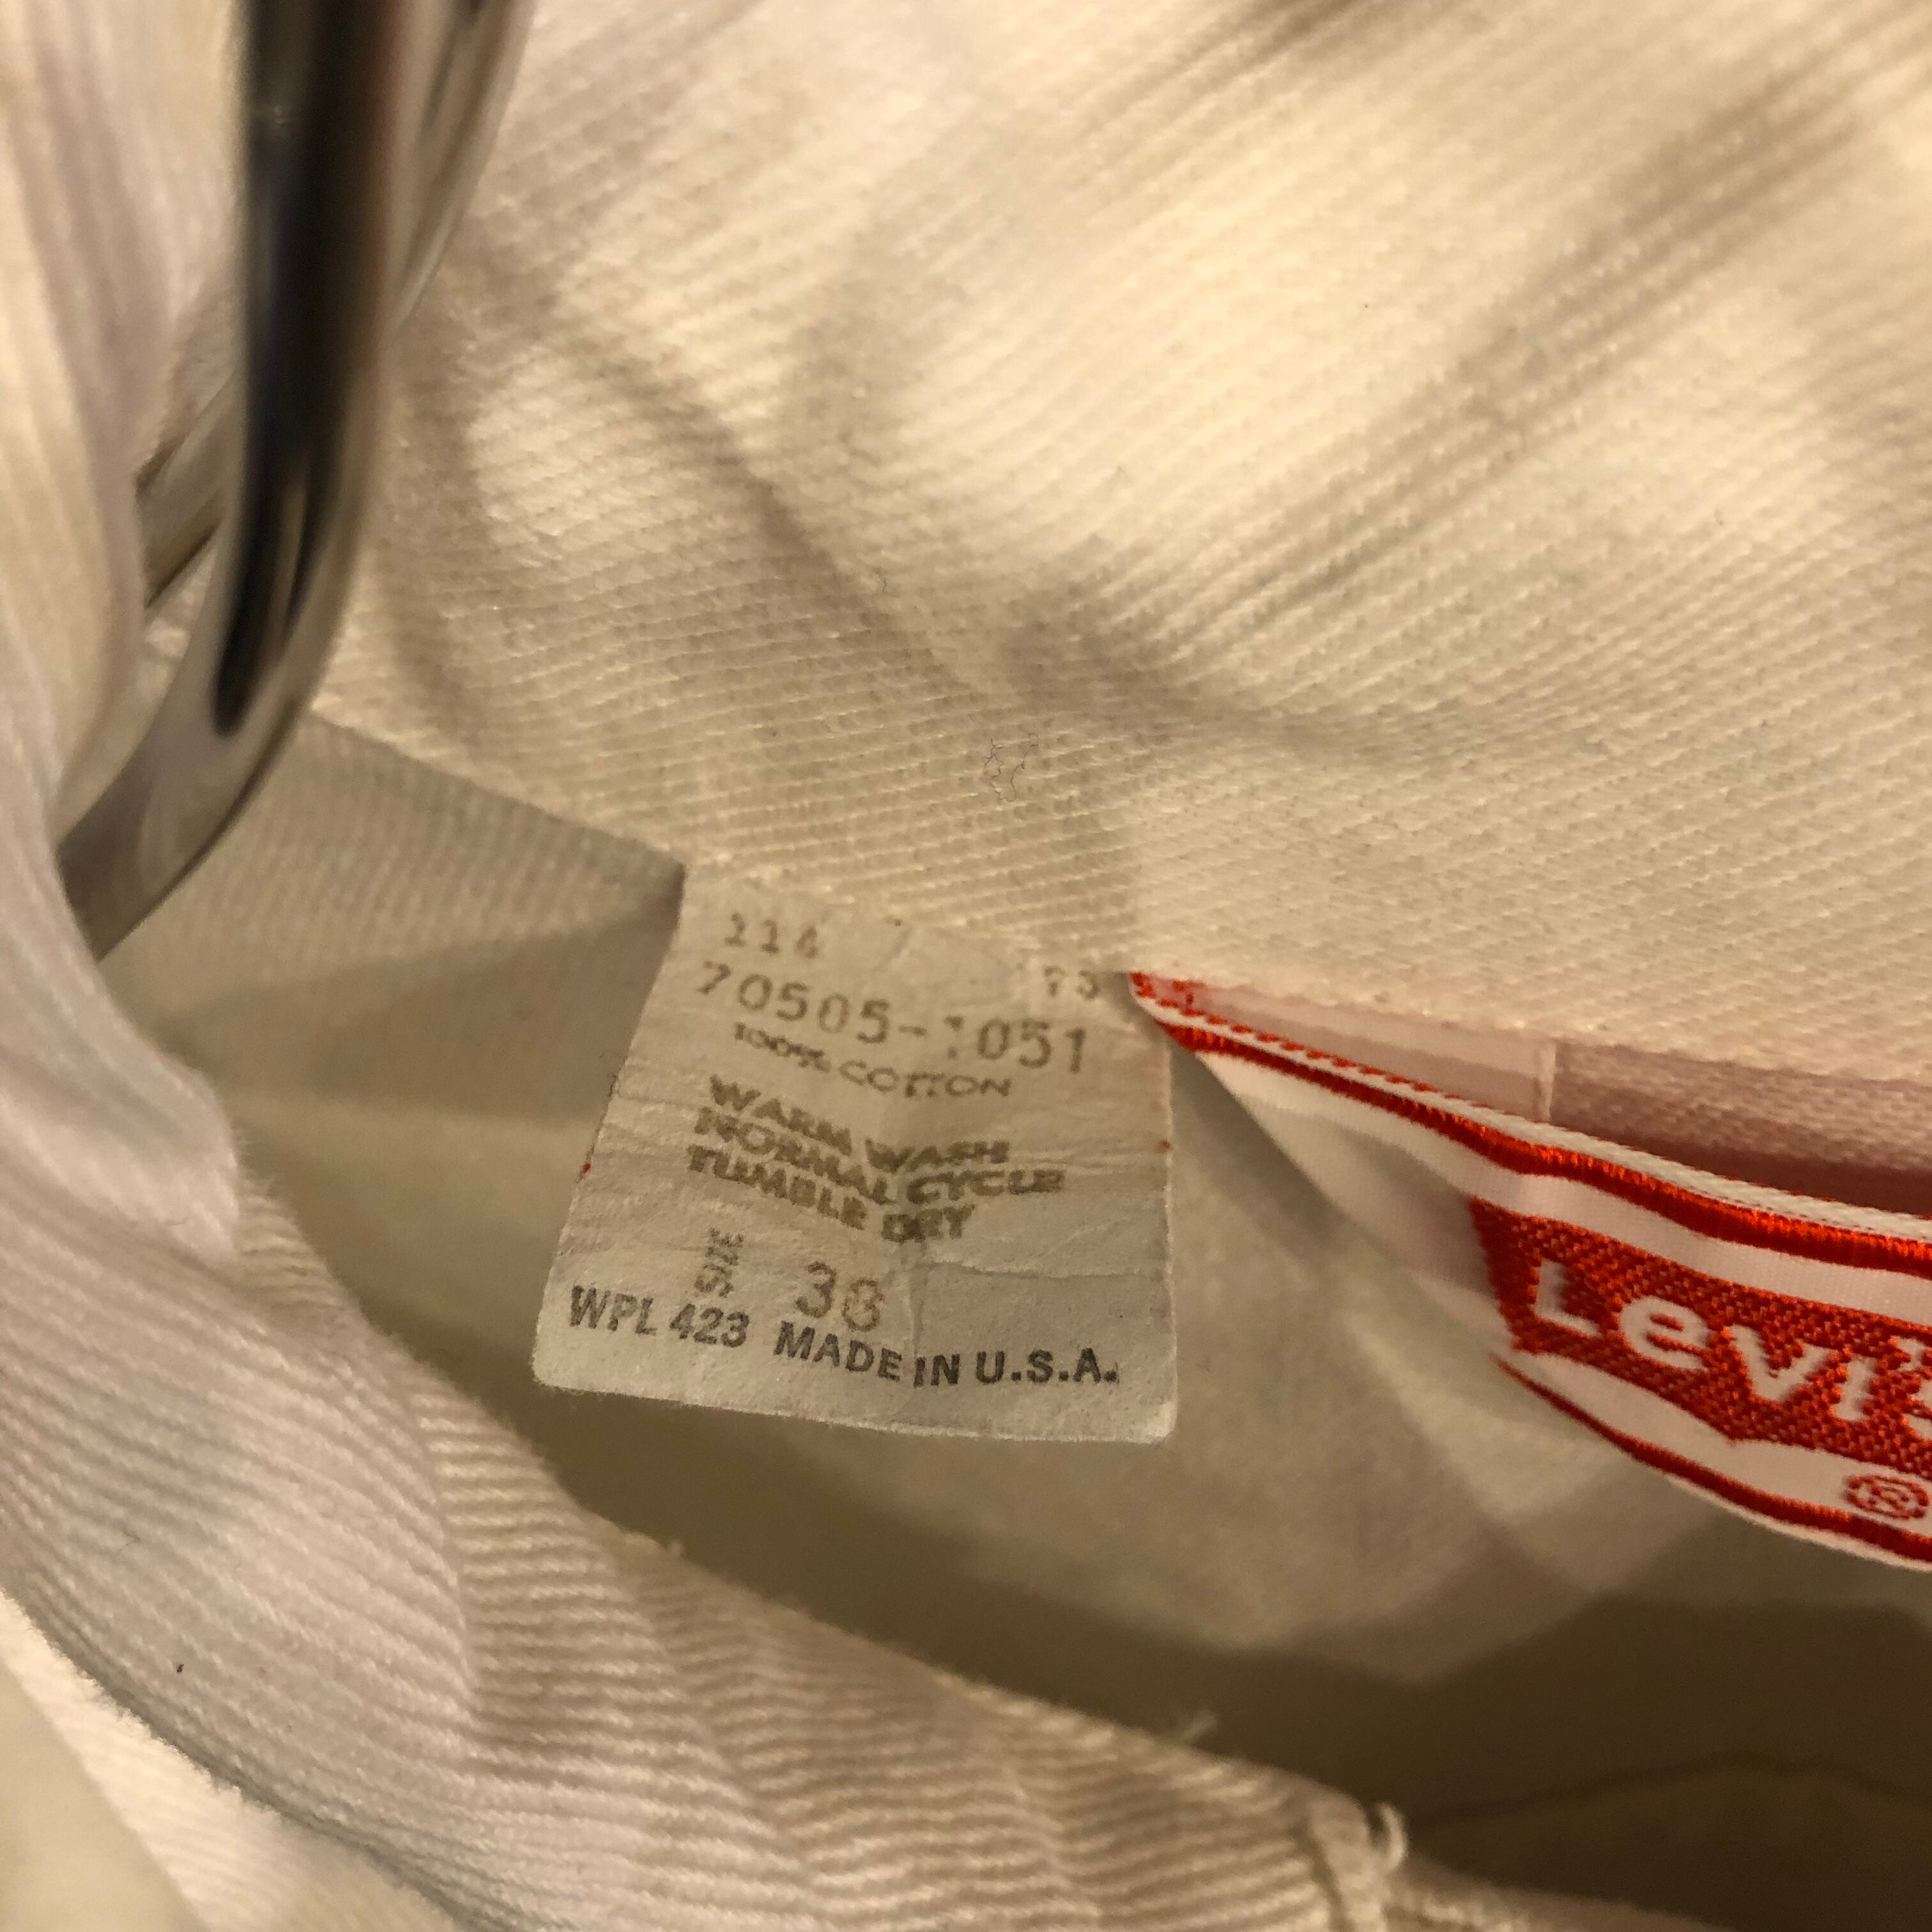 70505-1051
100% COTTON
WARM WASH
NORMAL CYCLE
TUMBLE DRY
SIZE 38
WPL 423 MADE IN U.S.A.
Levi's
®